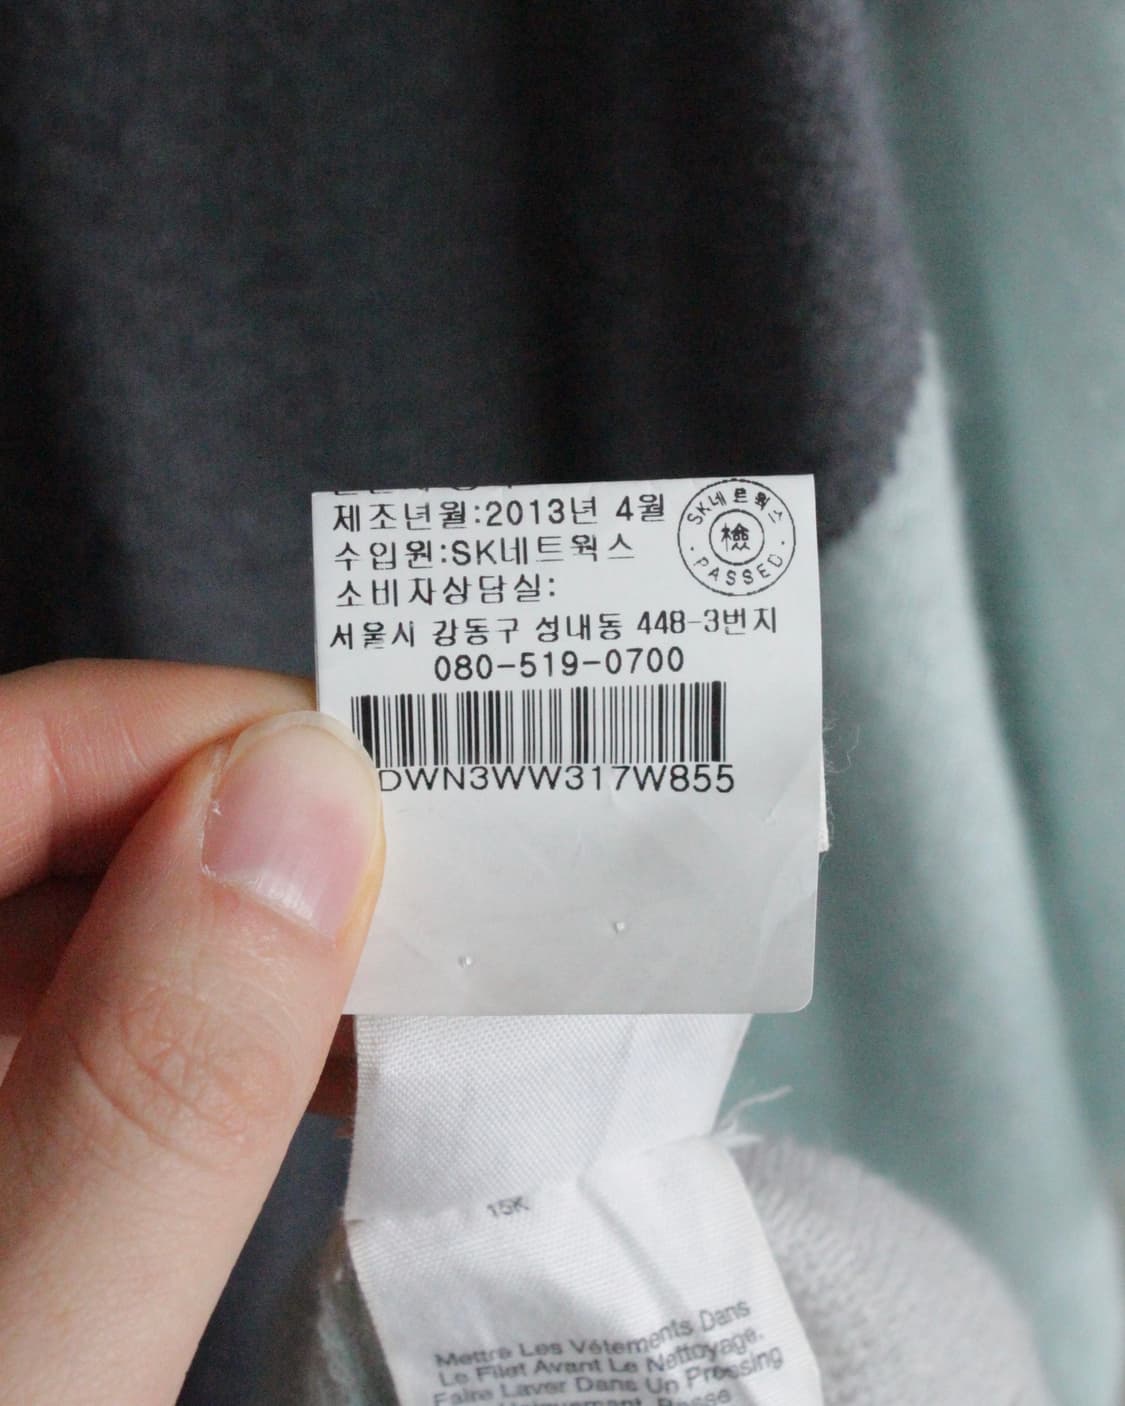 제조년월:2013년 4월
수입원:SK네트웍스
소비자상담실:
서울시 강동구 성내동 448-3번지
080-519-0700
DWN3WW317W855
SK네트웍스
檢
PASSED
15K
Mettre Les Vêtements Dans
Le Filet Avant Le Nettoyage.
Faire Laver Dans Un Pressing
Uniquement.